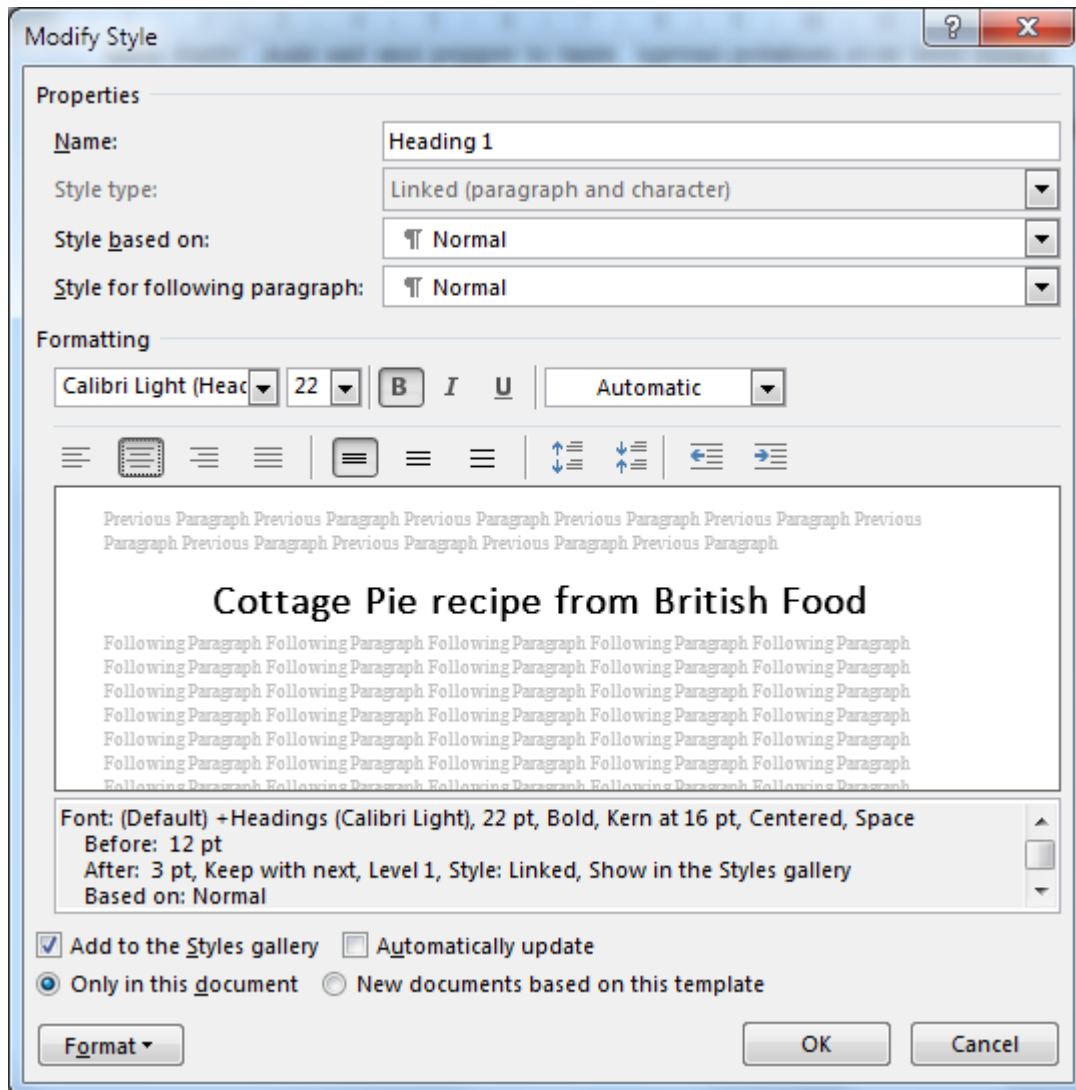 Modify Style
Properties
Name:
Heading 1
Style type:
Linked (paragraph and character)
Style based on:
¶ Normal
Style for following paragraph:
¶ Normal
Formatting
Calibri Light (Heac 22 B I U Automatic
Previous Paragraph Previous Paragraph Previous Paragraph Previous Paragraph Previous Paragraph Previous
Paragraph Previous Paragraph Previous Paragraph Previous Paragraph Previous Paragraph
Cottage Pie recipe from British Food
Following Paragraph Following Paragraph Following Paragraph Following Paragraph Following Paragraph
Following Paragraph Following Paragraph Following Paragraph Following Paragraph Following Paragraph
Following Paragraph Following Paragraph Following Paragraph Following Paragraph Following Paragraph
Following Paragraph Following Paragraph Following Paragraph Following Paragraph Following Paragraph
Following Paragraph Following Paragraph Following Paragraph Following Paragraph Following Paragraph
Following Paragraph Following Paragraph Following Paragraph Following Paragraph Following Paragraph
Following Paragraph Following Paragraph Following Paragraph Following Paragraph Following Paragraph
Font: (Default) +Headings (Calibri Light), 22 pt, Bold, Kern at 16 pt, Centered, Space
Before: 12 pt
After: 3 pt, Keep with next, Level 1, Style: Linked, Show in the Styles gallery
Based on: Normal
Add to the Styles gallery Automatically update
Only in this document New documents based on this template
Format OK Cancel